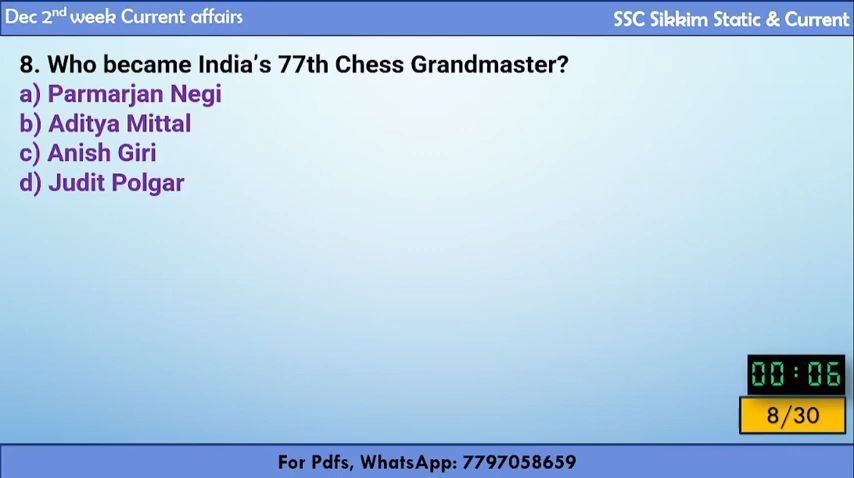 Dec 2nd week Current affairs
SSC Sikkim Static & Current
8. Who became India's 77th Chess Grandmaster?
a) Parmarjan Negi
b) Aditya Mittal
c) Anish Giri
d) Judit Polgar
00:06
8/30
For Pdfs, WhatsApp: 7797058659